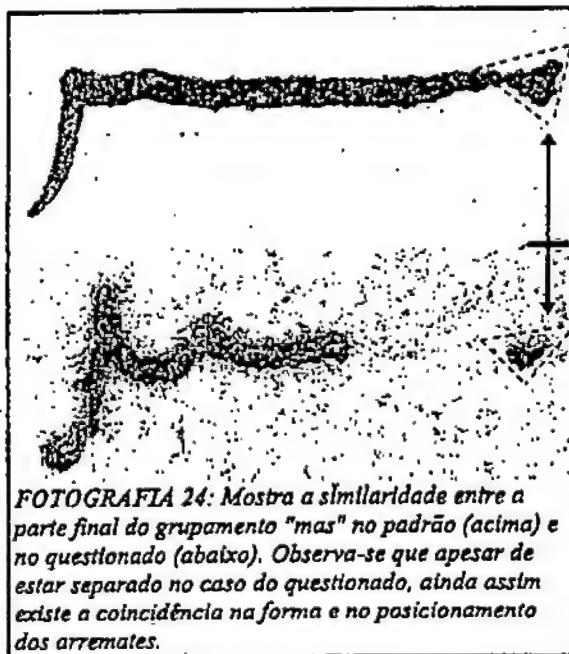 FOTOGRAFIA 24: Mostra a similaridade entre a
parte final do grupamento "mas" no padrão (acima) e
no questionado (abaixo). Observa-se que apesar de
estar separado no caso do questionado, ainda assim
existe a coincidência na forma e no posicionamento
dos arremates.